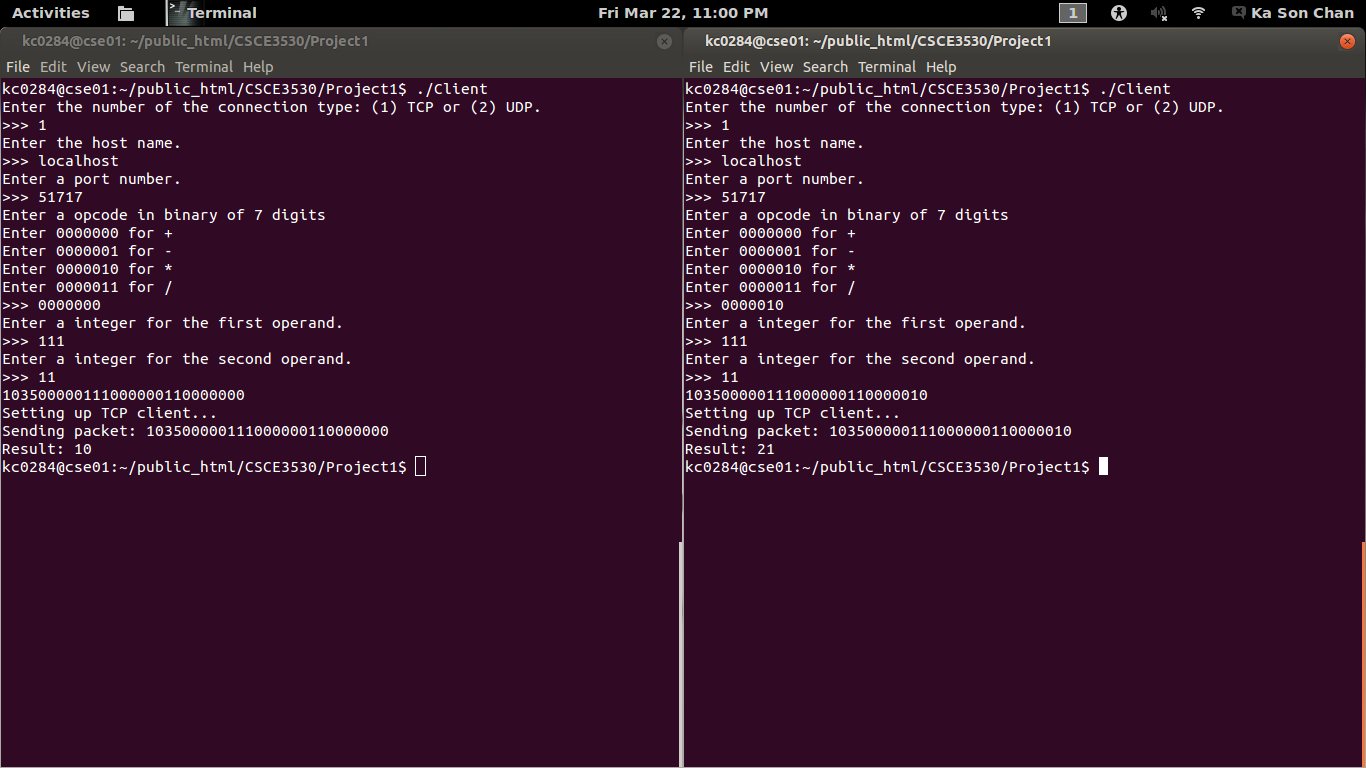 Activities Terminal Fri Mar 22, 11:00 PM 1 Ka Son Chan
kc0284@cse01: ~/public_html/CSCE3530/Project1
File Edit View Search Terminal Help
kc0284@cse01:~/public_html/CSCE3530/Project1$ ./Client
Enter the number of the connection type: (1) TCP or (2) UDP.
>>> 1
Enter the host name.
>>> localhost
Enter a port number.
>>> 51717
Enter a opcode in binary of 7 digits
Enter 0000000 for +
Enter 0000001 for -
Enter 0000010 for *
Enter 0000011 for /
>>> 0000000
Enter a integer for the first operand.
>>> 111
Enter a integer for the second operand.
>>> 11
103500000111000000110000000
Setting up TCP client...
Sending packet: 103500000111000000110000000
Result: 10
kc0284@cse01:~/public_html/CSCE3530/Project1$
kc0284@cse01: ~/public_html/CSCE3530/Project1
File Edit View Search Terminal Help
kc0284@cse01:~/public_html/CSCE3530/Project1$ ./Client
Enter the number of the connection type: (1) TCP or (2) UDP.
>>> 1
Enter the host name.
>>> localhost
Enter a port number.
>>> 51717
Enter a opcode in binary of 7 digits
Enter 0000000 for +
Enter 0000001 for -
Enter 0000010 for *
Enter 0000011 for /
>>> 0000010
Enter a integer for the first operand.
>>> 111
Enter a integer for the second operand.
>>> 11
103500000111000000110000010
Setting up TCP client...
Sending packet: 103500000111000000110000010
Result: 21
kc0284@cse01:~/public_html/CSCE3530/Project1$